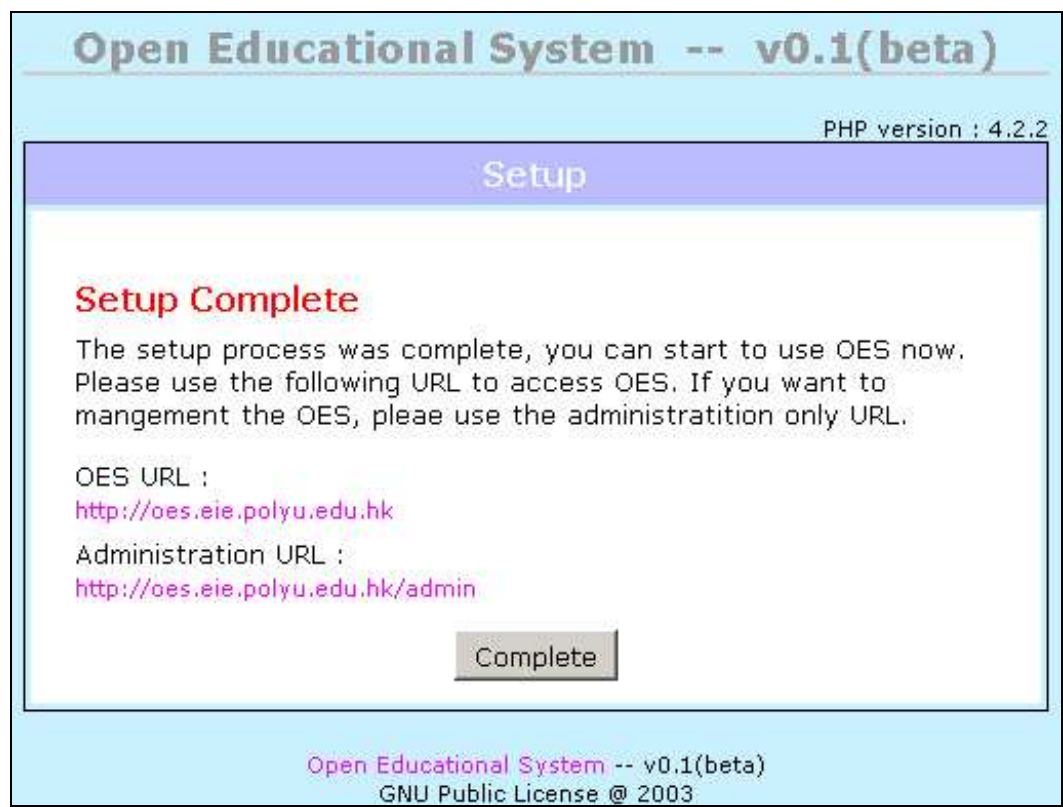 Open Educational System -- v0.1(beta)
PHP version : 4.2.2
Setup
Setup Complete
The setup process was complete, you can start to use OES now.
Please use the following URL to access OES. If you want to
mangement the OES, pleae use the administratition only URL.
OES URL :
http://oes.eie.polyu.edu.hk
Administration URL :
http://oes.eie.polyu.edu.hk/admin
Complete
Open Educational System -- v0.1(beta)
GNU Public License @ 2003